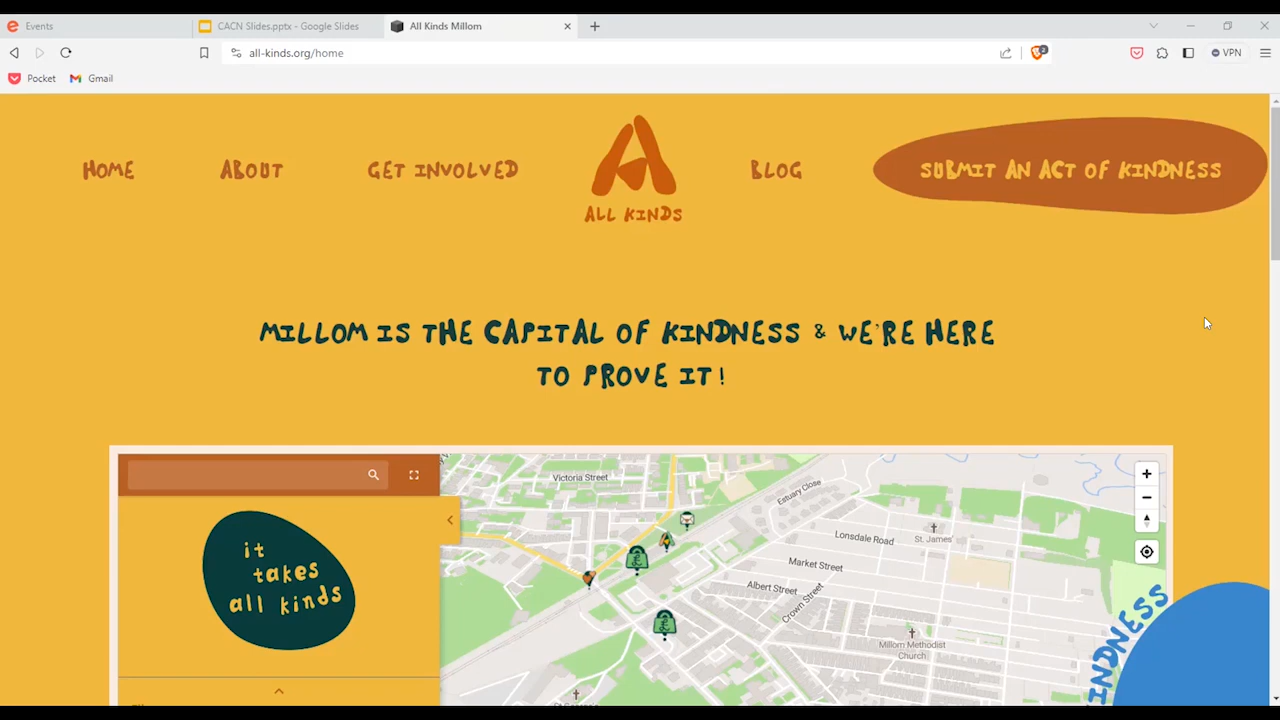 Events
CACN Slides.pptx - Google Slides
All Kinds Millom
all-kinds.org/home
2
VPN
Pocket
Gmail
HOME
ABOUT
GET INVOLVED
ALL KINDS
BLOG
SUBMIT AN ACT OF KINDNESS
MILLOM IS THE CAPITAL OF KINDNESS & WE'RE HERE
TO PROVE IT!
it
takes
all kinds
Victoria Street
Estuary Close
Lonsdale Road
St. James'
Market Street
Albert Street
Crown Street
Millom Methodist
Church
INDNESS